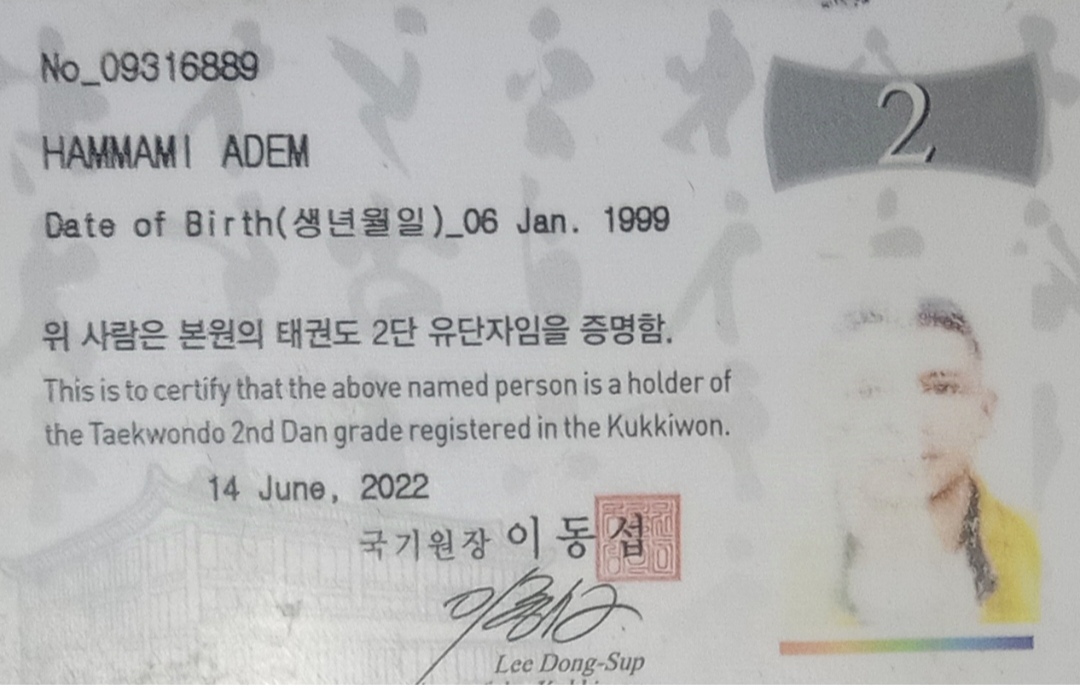 No_09316889
2
HAMMAMI ADEM
Date of Birth(생년월일)_06 Jan. 1999
위 사람은 본원의 태권도 2단 유단자임을 증명함.
This is to certify that the above named person is a holder of
the Taekwondo 2nd Dan grade registered in the Kukkiwon.
14 June, 2022
국기원장 이동섭
Lee Dong-Sup